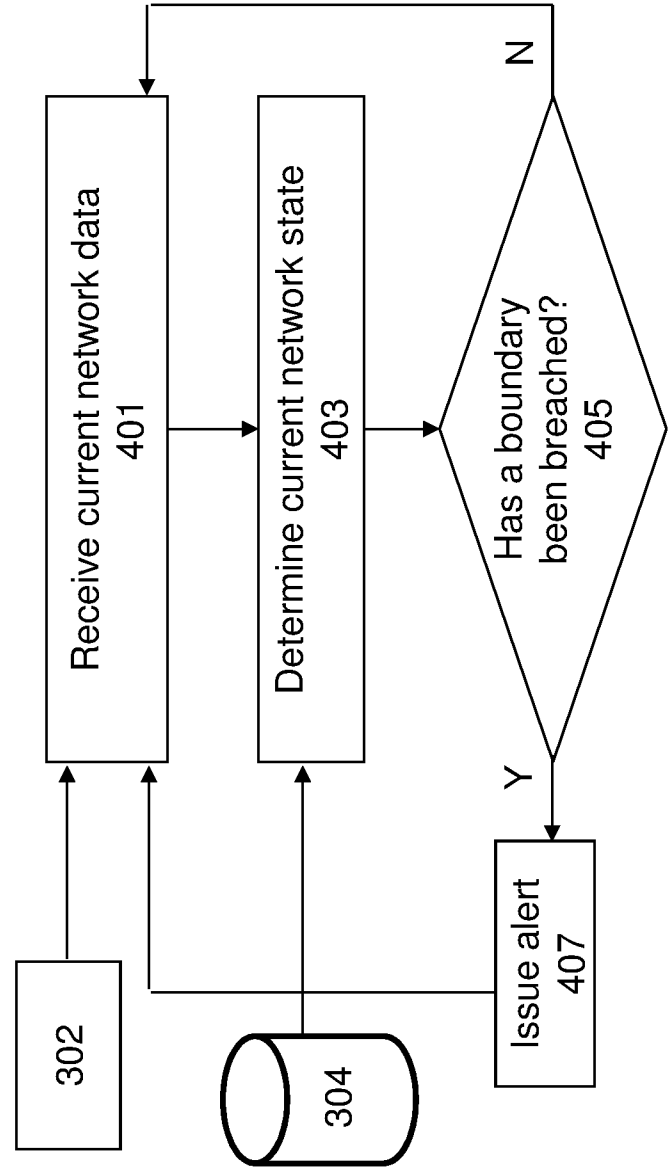 302
Receive current network data
401
304
Determine current network state
403
Has a boundary
been breached?
405
Y
N
Issue alert
407